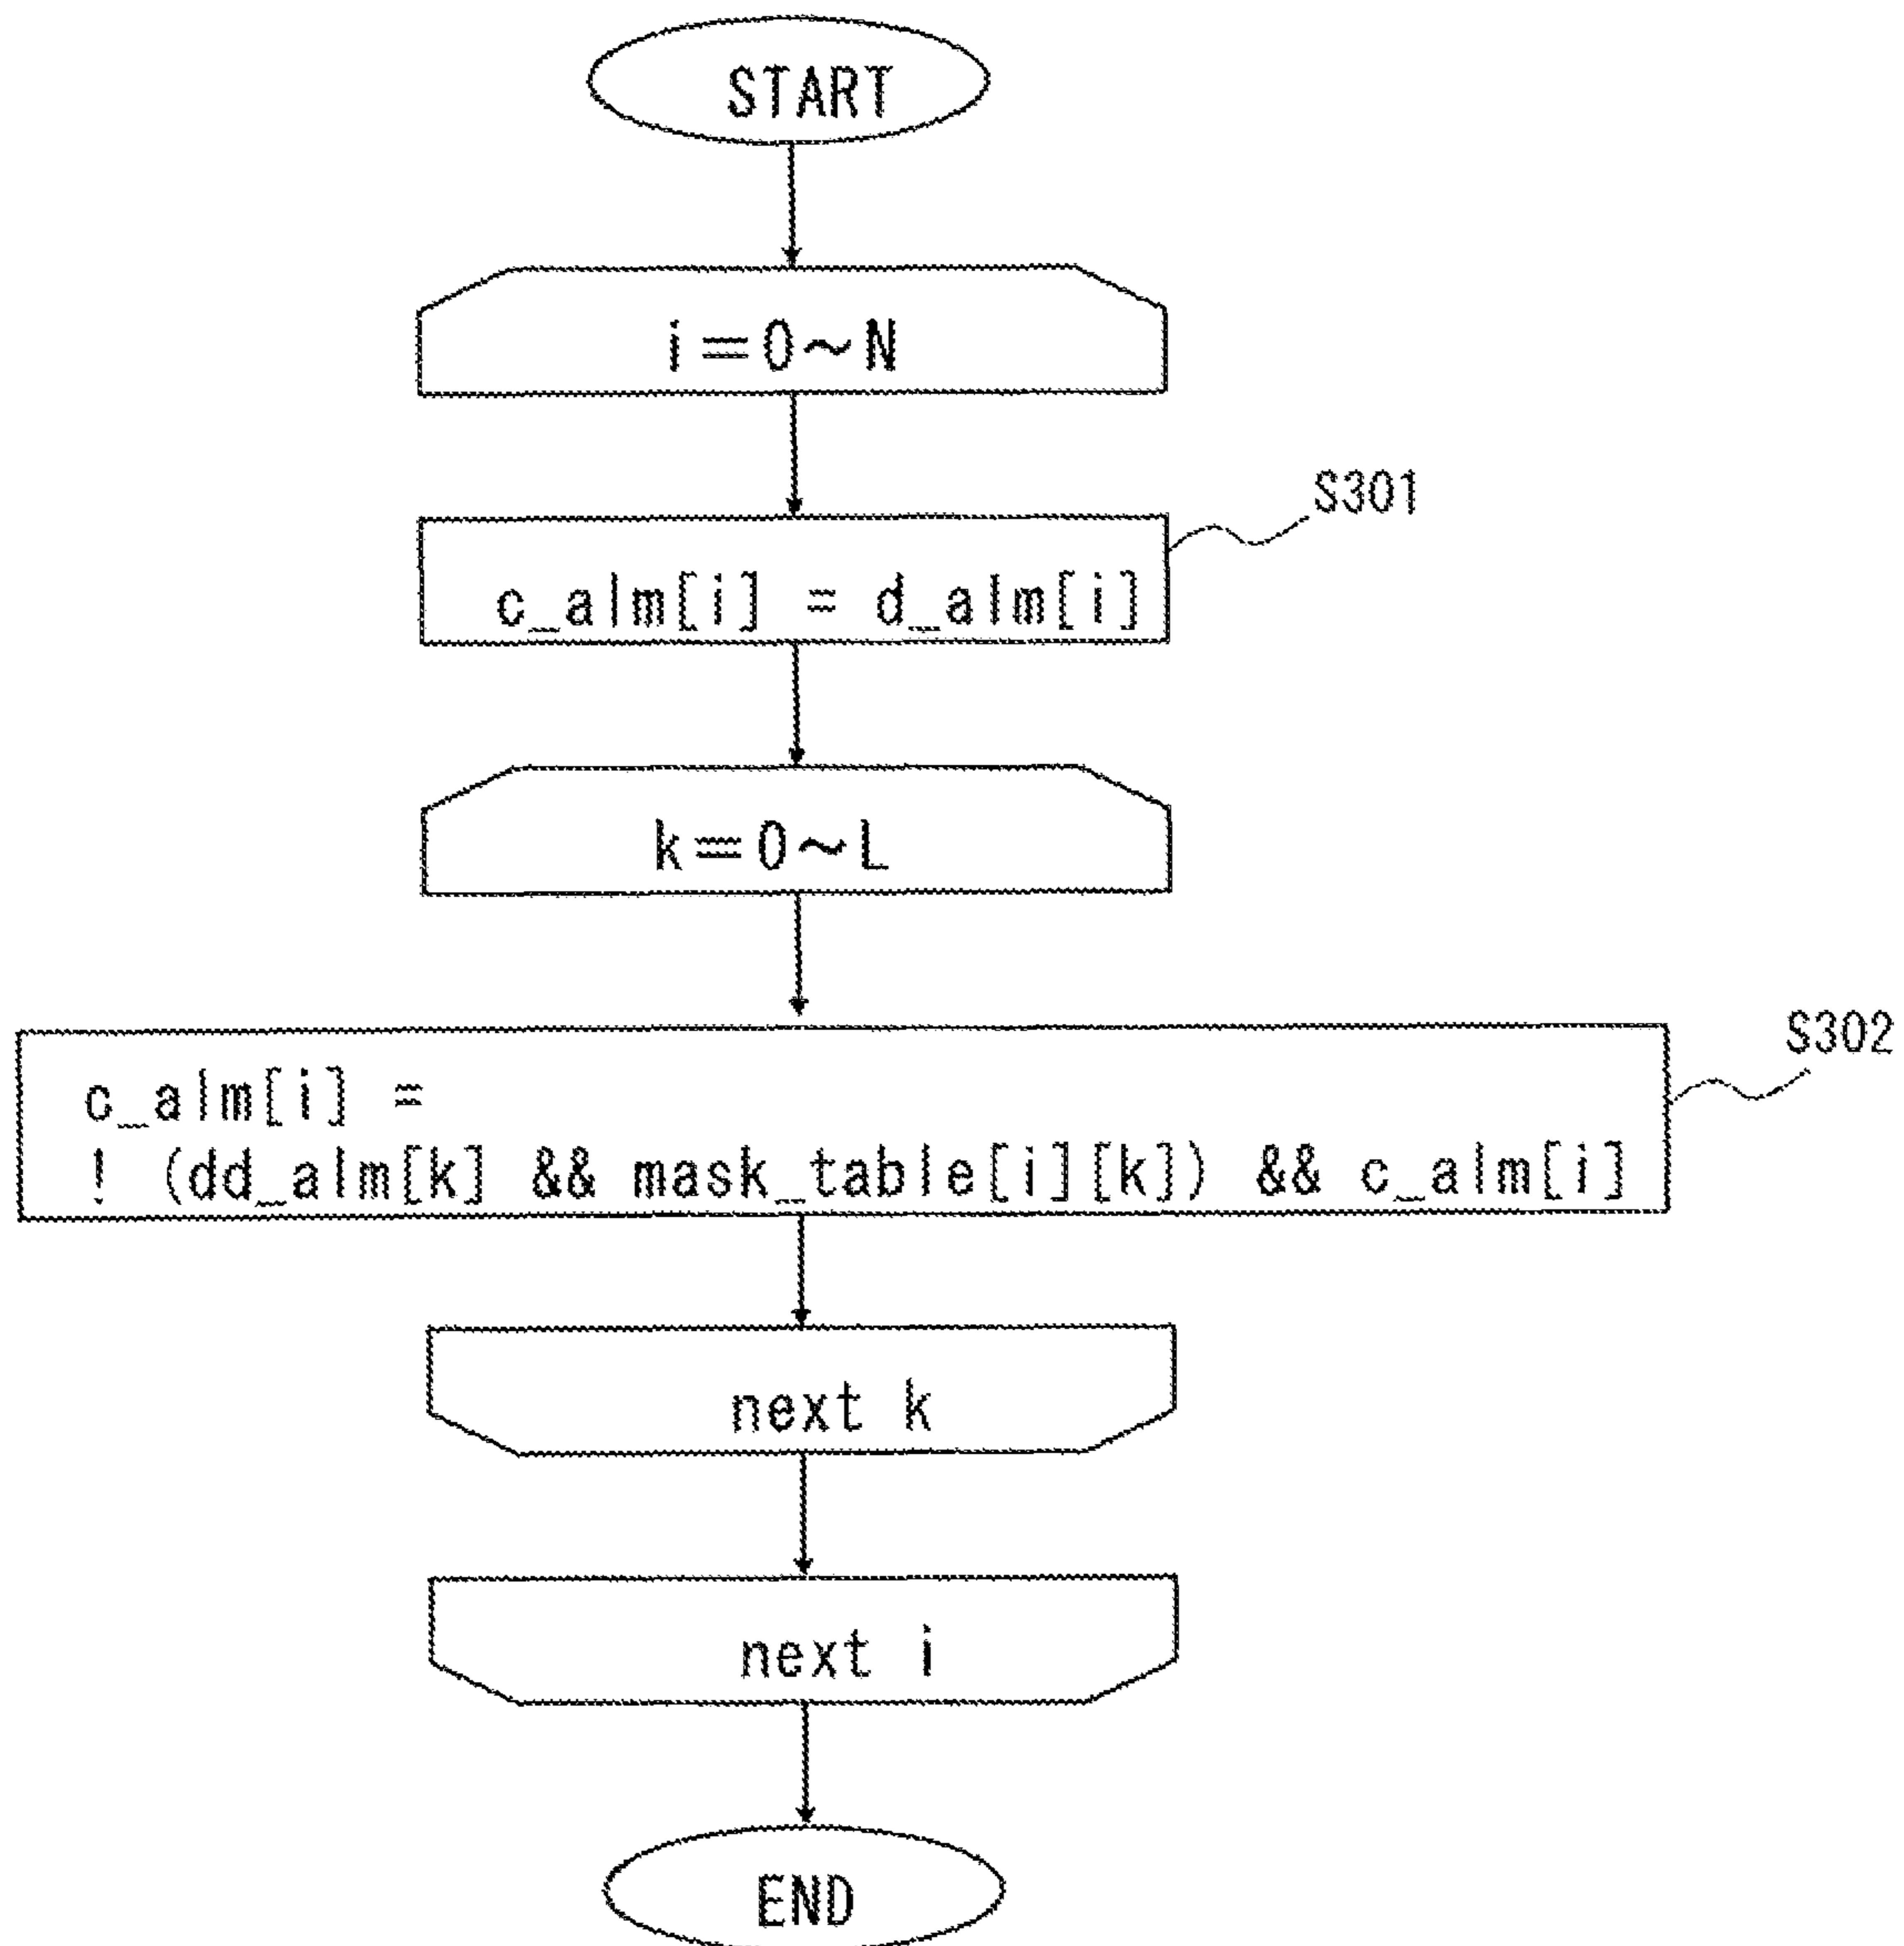 START
i=0~N
S301
c_alm[i] = d_alm[i]
k=0~L
S302
c_alm[i] =
! (dd_alm[k] && mask_table[i][k]) && c_alm[i]
next k
next i
END